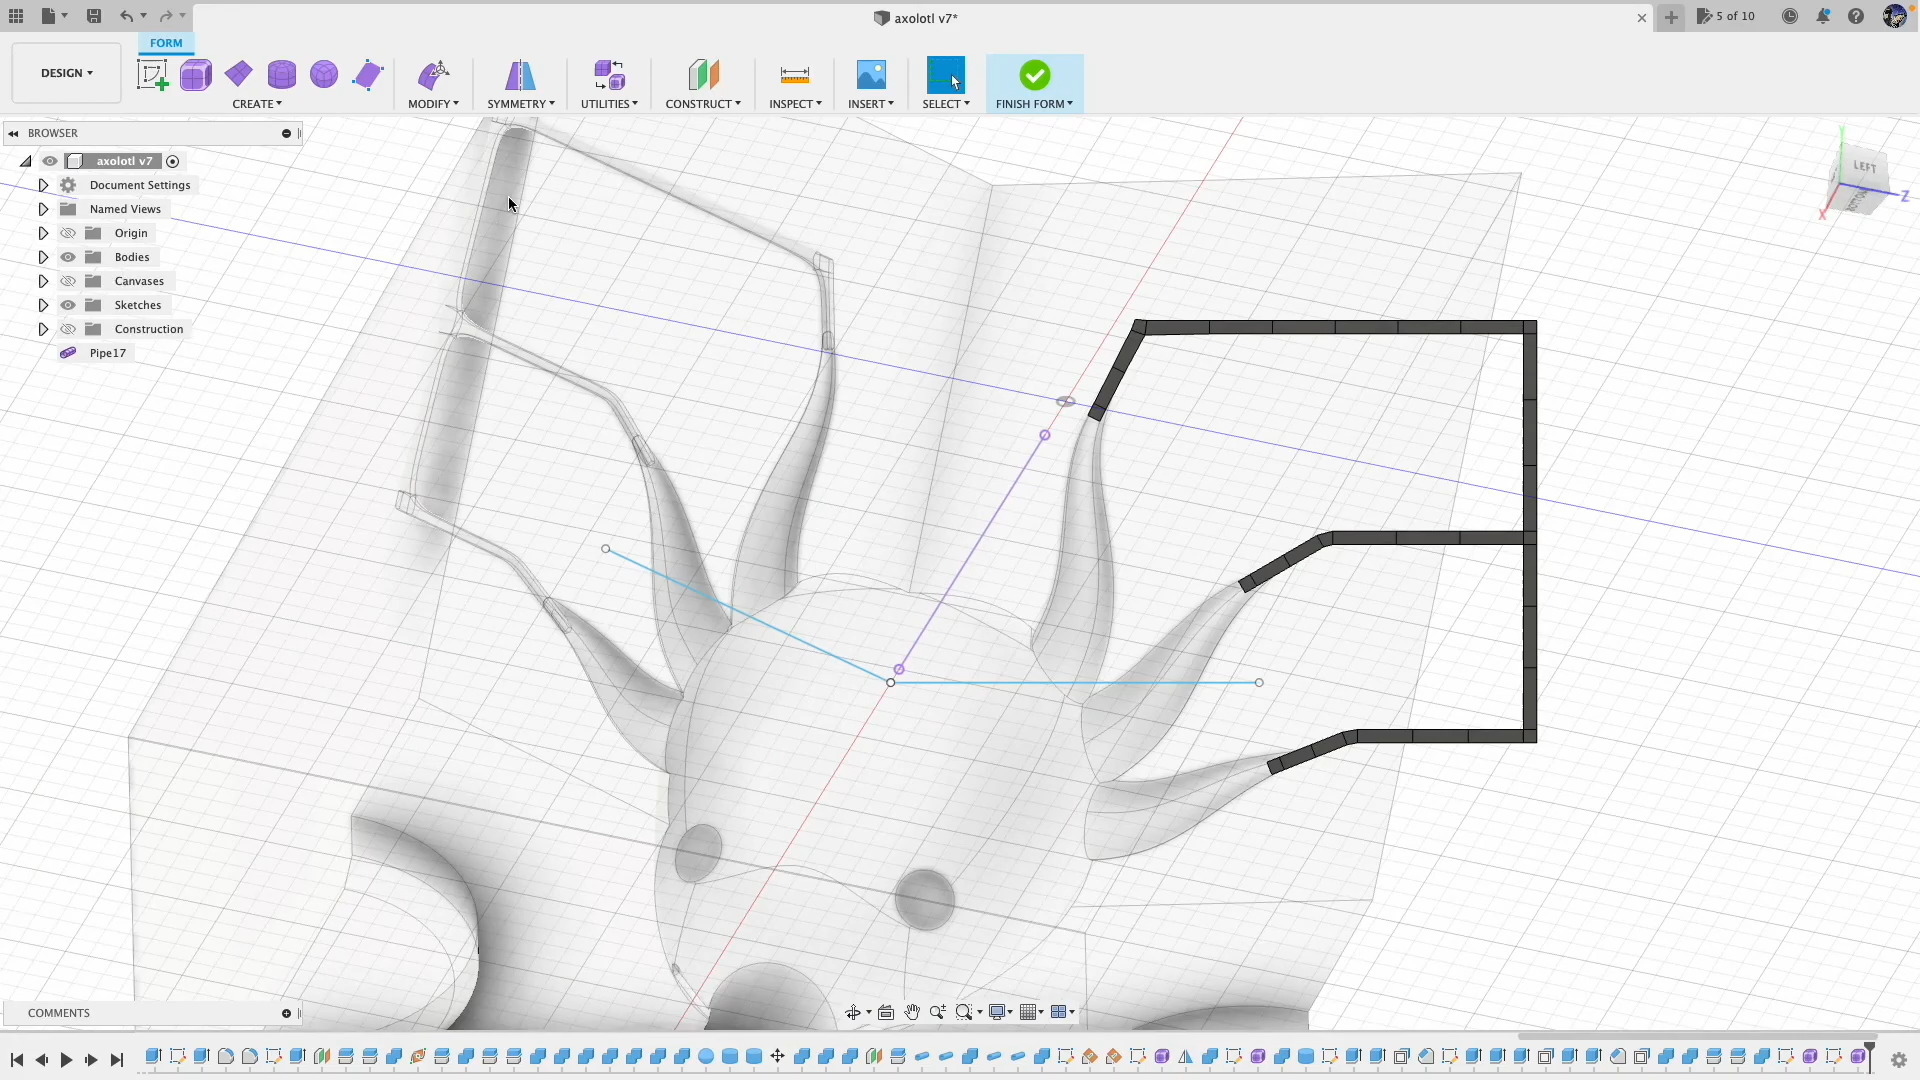 axolotl v7*
5 of 10
FORM
DESIGN
CREATE
MODIFY
SYMMETRY
UTILITIES
CONSTRUCT
INSPECT
INSERT
SELECT
FINISH FORM
BROWSER
axolotl v7
Document Settings
Named Views
Origin
Bodies
Canvases
Sketches
Construction
Pipe17
Y
LEFT
Z
X
COMMENTS